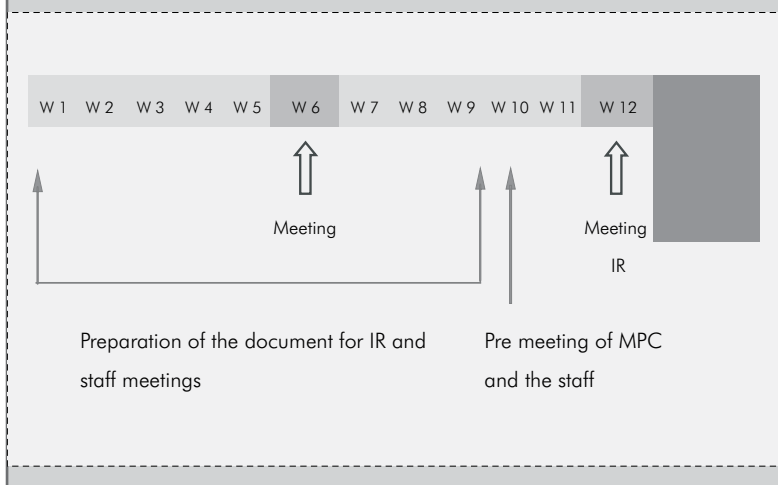 W 1 W 2 W 3 W 4 W 5 W 6 W 7 W 8 W 9 W 10 W 11 W 12
Meeting
Meeting
IR
Preparation of the document for IR and
staff meetings
Pre meeting of MPC
and the staff